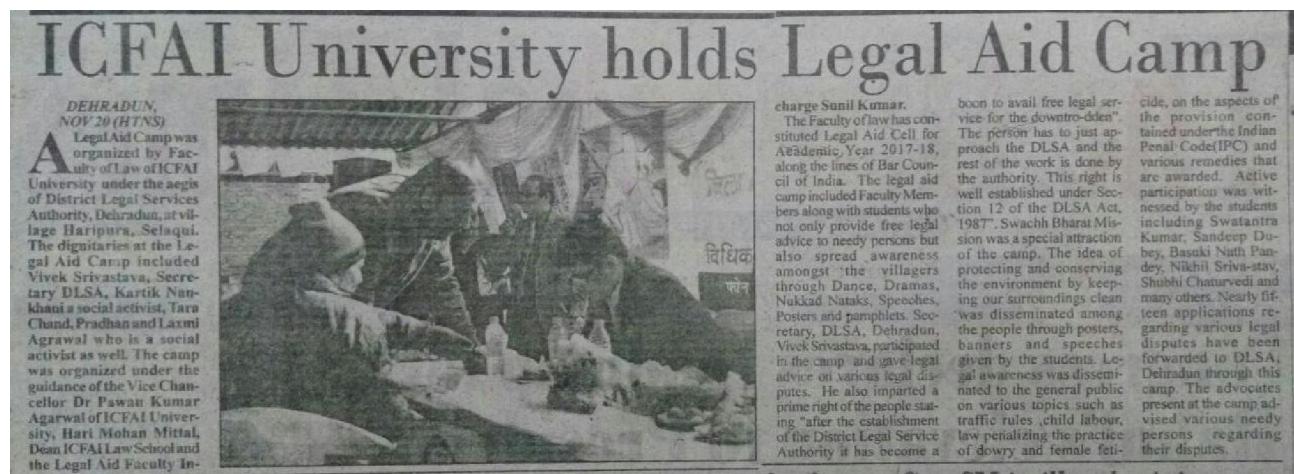 ICFAI University holds Legal Aid Camp
DEHRADUN,
NOV 20 (HTNS)
A Legal Aid Camp was
organized by Fac-
ulty of Law of ICFAI
University under the aegis
of District Legal Services
Authority, Dehradun, at vil-
lage Haripura, Selaqui.
The dignitaries at the Le-
gal Aid Camp included
Vivek Srivastava, Secre-
tary DLSA, Kartik Nan-
khani a social activist, Tara
Chand, Pradhan and Laxmi
Agrawal who is a social
activist as well. The camp
was organized under the
guidance of the Vice Chan-
cellor Dr Pawan Kumar
Agarwal of ICFAI Univer-
sity, Hari Mohan Mittal,
Dean ICFAI Law School and
the Legal Aid Faculty In-
विधिक
charge Sunil Kumar.
The Faculty of law has con-
stituted Legal Aid Cell for
Academic Year 2017-18,
along the lines of Bar Coun-
cil of India. The legal aid
camp included Faculty Mem-
bers along with students who
not only provide free legal
advice to needy persons but
also spread awareness
amongst the villagers
through Dance, Dramas,
Nukkad Nataks, Speeches,
Posters and pamphlets. Sec-
retary, DLSA, Dehradun,
Vivek Srivastava, participated
in the camp and gave legal
advice on various legal dis-
putes. He also imparted a
prime right of the people stat-
ing "after the establishment
of the District Legal Service
Authority it has become a
boon to avail free legal ser-
vice for the downtro-dden".
The person has to just ap-
proach the DLSA and the
rest of the work is done by
the authority. This right is
well established under Sec-
tion 12 of the DLSA Act,
1987". Swachh Bharat Mis-
sion was a special attraction
of the camp. The idea of
protecting and conserving
the environment by keep-
ing our surroundings clean
was disseminated among
the people through posters,
banners and speeches
given by the students. Le-
gal awareness was dissemi-
nated to the general public
on various topics such as
traffic rules ,child labour,
law penalizing the practice
of dowry and female feti-
cide, on the aspects of
the provision con-
tained under the Indian
Penal Code(IPC) and
various remedies that
are awarded. Active
participation was wit-
nessed by the students
including Swatantra
Kumar, Sandeep Du-
bey, Basuki Nath Pan-
dey, Nikhil Sriva-stav,
Shubhi Chaturvedi and
many others. Nearly fif-
teen applications re-
garding various legal
disputes have been
forwarded to DLSA,
Dehradun through this
camp. The advocates
present at the camp ad-
vised various needy
persons regarding
their disputes.